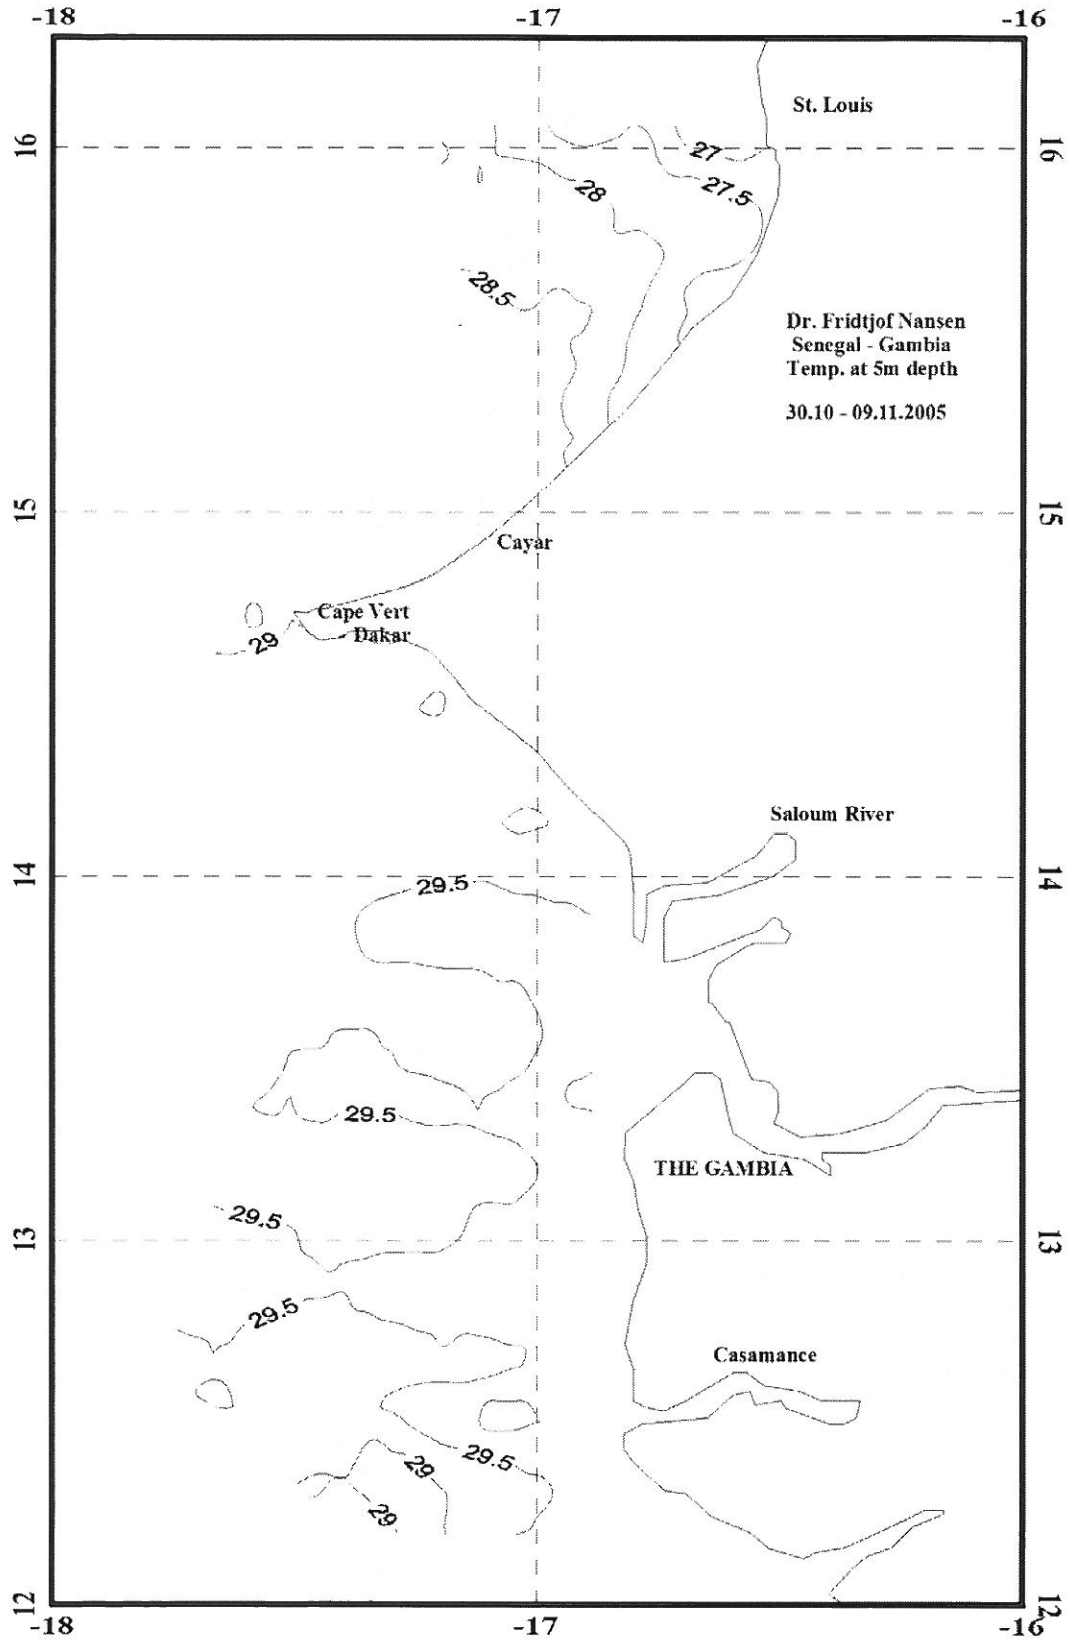 -18 -17 -16
St. Louis
16 16
27
28 27.5
28.5
Dr. Fridtjof Nansen
Senegal - Gambia
Temp. at 5m depth
30.10 - 09.11.2005
15 15
Cayar
Cape Vert
29 Dakar
Saloum River
14 14
29.5
29.5
THE GAMBIA
29.5
13 13
29.5
Casamance
29.5
29
29
12 12
-18 -17 -16